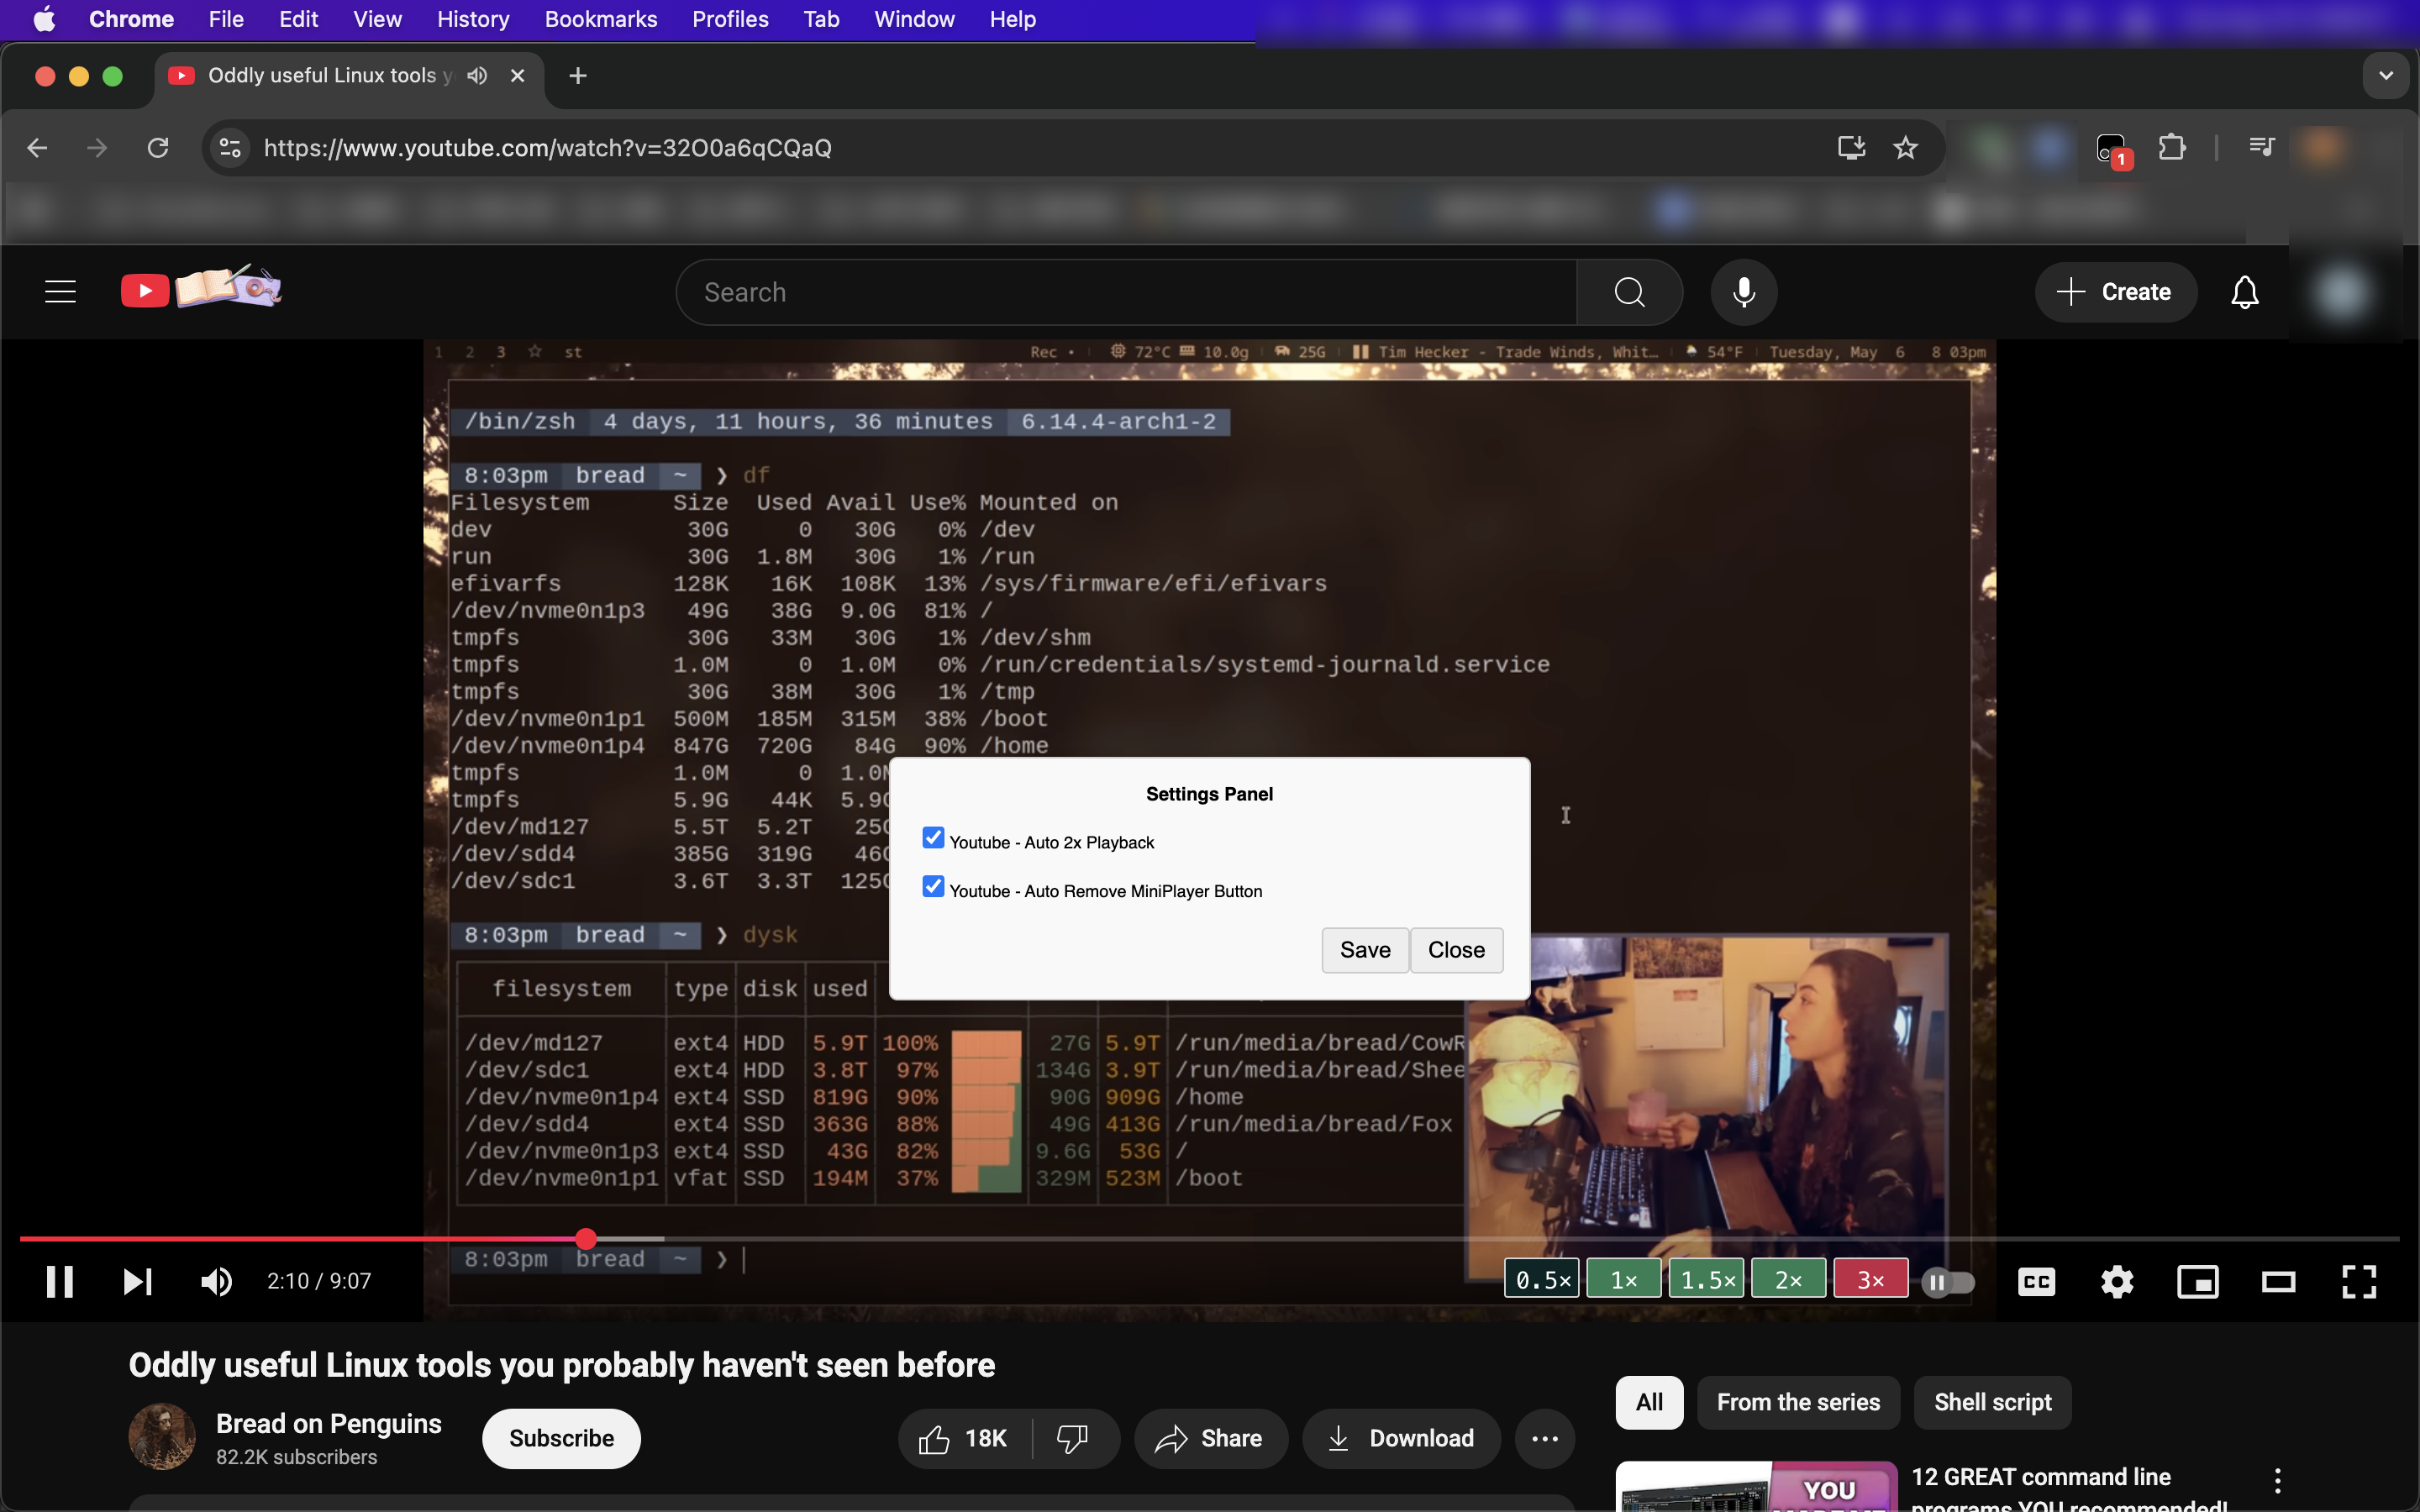 Chrome File Edit View History Bookmarks Profiles Tab Window Help
Oddly useful Linux tools y
https://www.youtube.com/watch?v=32O0a6qCQaQ
1
Search
Create
1 2 3 st Rec 72°C 10.0g 25G Tim Hecker - Trade Winds, Whit… 54°F Tuesday, May 6 8 03pm
/bin/zsh 4 days, 11 hours, 36 minutes 6.14.4-arch1-2
8:03pm bread ~ ❯ df
Filesystem Size Used Avail Use% Mounted on
dev 30G 0 30G 0% /dev
run 30G 1.8M 30G 1% /run
efivarfs 128K 16K 108K 13% /sys/firmware/efi/efivars
/dev/nvme0n1p3 49G 38G 9.0G 81% /
tmpfs 30G 33M 30G 1% /dev/shm
tmpfs 1.0M 0 1.0M 0% /run/credentials/systemd-journald.service
tmpfs 30G 38M 30G 1% /tmp
/dev/nvme0n1p1 500M 185M 315M 38% /boot
/dev/nvme0n1p4 847G 720G 84G 90% /home
tmpfs 1.0M 0 1.0M
tmpfs 5.9G 44K 5.9G
/dev/md127 5.5T 5.2T 25G
/dev/sdd4 385G 319G 46G
/dev/sdc1 3.6T 3.3T 125G
Settings Panel
Youtube - Auto 2x Playback
Youtube - Auto Remove MiniPlayer Button
Save Close
8:03pm bread ~ ❯ dysk
filesystem type disk used
/dev/md127 ext4 HDD 5.9T 100% 27G 5.9T /run/media/bread/CowR
/dev/sdc1 ext4 HDD 3.8T 97% 134G 3.9T /run/media/bread/Shee
/dev/nvme0n1p4 ext4 SSD 819G 90% 90G 909G /home
/dev/sdd4 ext4 SSD 363G 88% 49G 413G /run/media/bread/Fox
/dev/nvme0n1p3 ext4 SSD 43G 82% 9.6G 53G /
/dev/nvme0n1p1 vfat SSD 194M 37% 329M 523M /boot
8:03pm bread ~ ❯
2:10 / 9:07
0.5× 1× 1.5× 2× 3×
CC
Oddly useful Linux tools you probably haven't seen before
Bread on Penguins
82.2K subscribers
Subscribe
18K
Share
Download
All From the series Shell script
YOU
12 GREAT command line
programs YOU recommended!